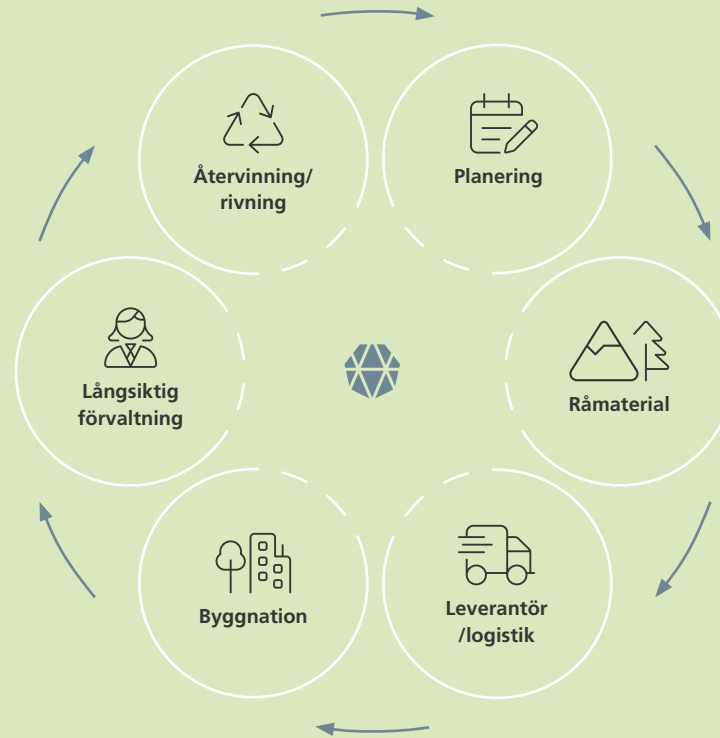 Återvinning/
rivning
Planering
Långsiktig
förvaltning
Råmaterial
Byggnation
Leverantör
/logistik